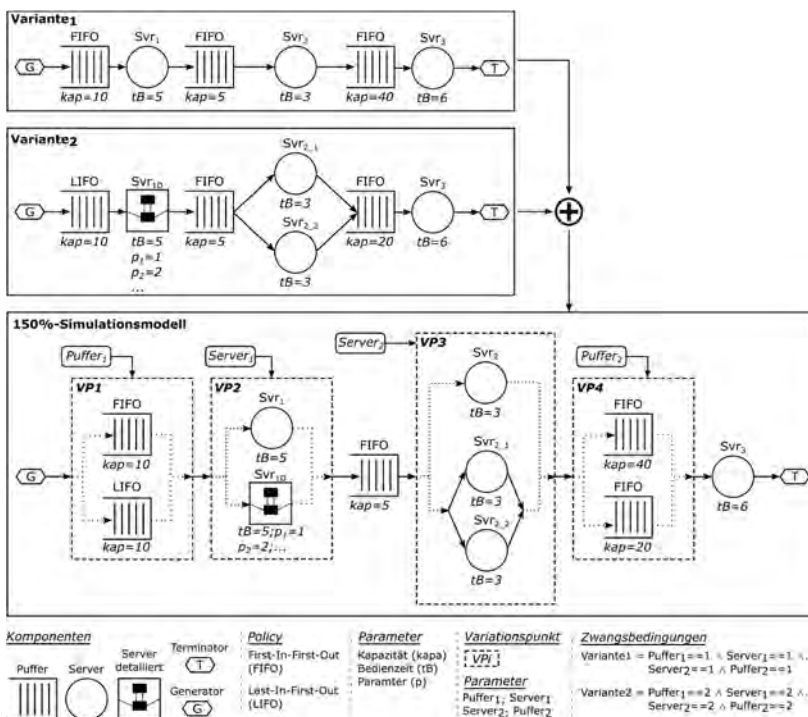 Variante1
FIFO Svr1 FIFO Svr2 FIFO Svr3
G T
kap=10 tB=5 kap=5 tB=3 kap=40 tB=6
Variante2
Svr2_1
LIFO Svr1D FIFO FIFO Svr3
G tB=3 T
kap=10 tB=5 kap=5 Svr2_2 kap=20 tB=6
p1=1
p2=2 tB=3
...
150%-Simulationsmodell
Puffer1 Server1 Server2 Puffer2
VP1 VP2 VP3 VP4
Svr2
FIFO Svr1 FIFO
tB=3
kap=10 tB=5 FIFO Svr2_1 kap=40 Svr3
G T
LIFO Svr1D kap=5 tB=3 FIFO tB=6
Svr2_2
kap=10 tB=5;p1=1 kap=20
p2=2;... tB=3
Komponenten
Puffer Server Server detailliert
Terminator
T
Generator
G
Policy
First-In-First-Out
(FIFO)
Last-In-First-Out
(LIFO)
Parameter
Kapazität (kapa)
Bedienzeit (tB)
Paramter (p)
Variationspunkt
VPi
Parameter
Puffer1; Server1
Server2; Puffer2
Zwangsbedingungen
Variante1 = Puffer1==1 ∧ Server1==1 ∧.
Server2==1 ∧ Puffer2==1
Variante2 = Puffer1==2 ∧ Server1==2 ∧.
Server2==2 ∧ Puffer2==2